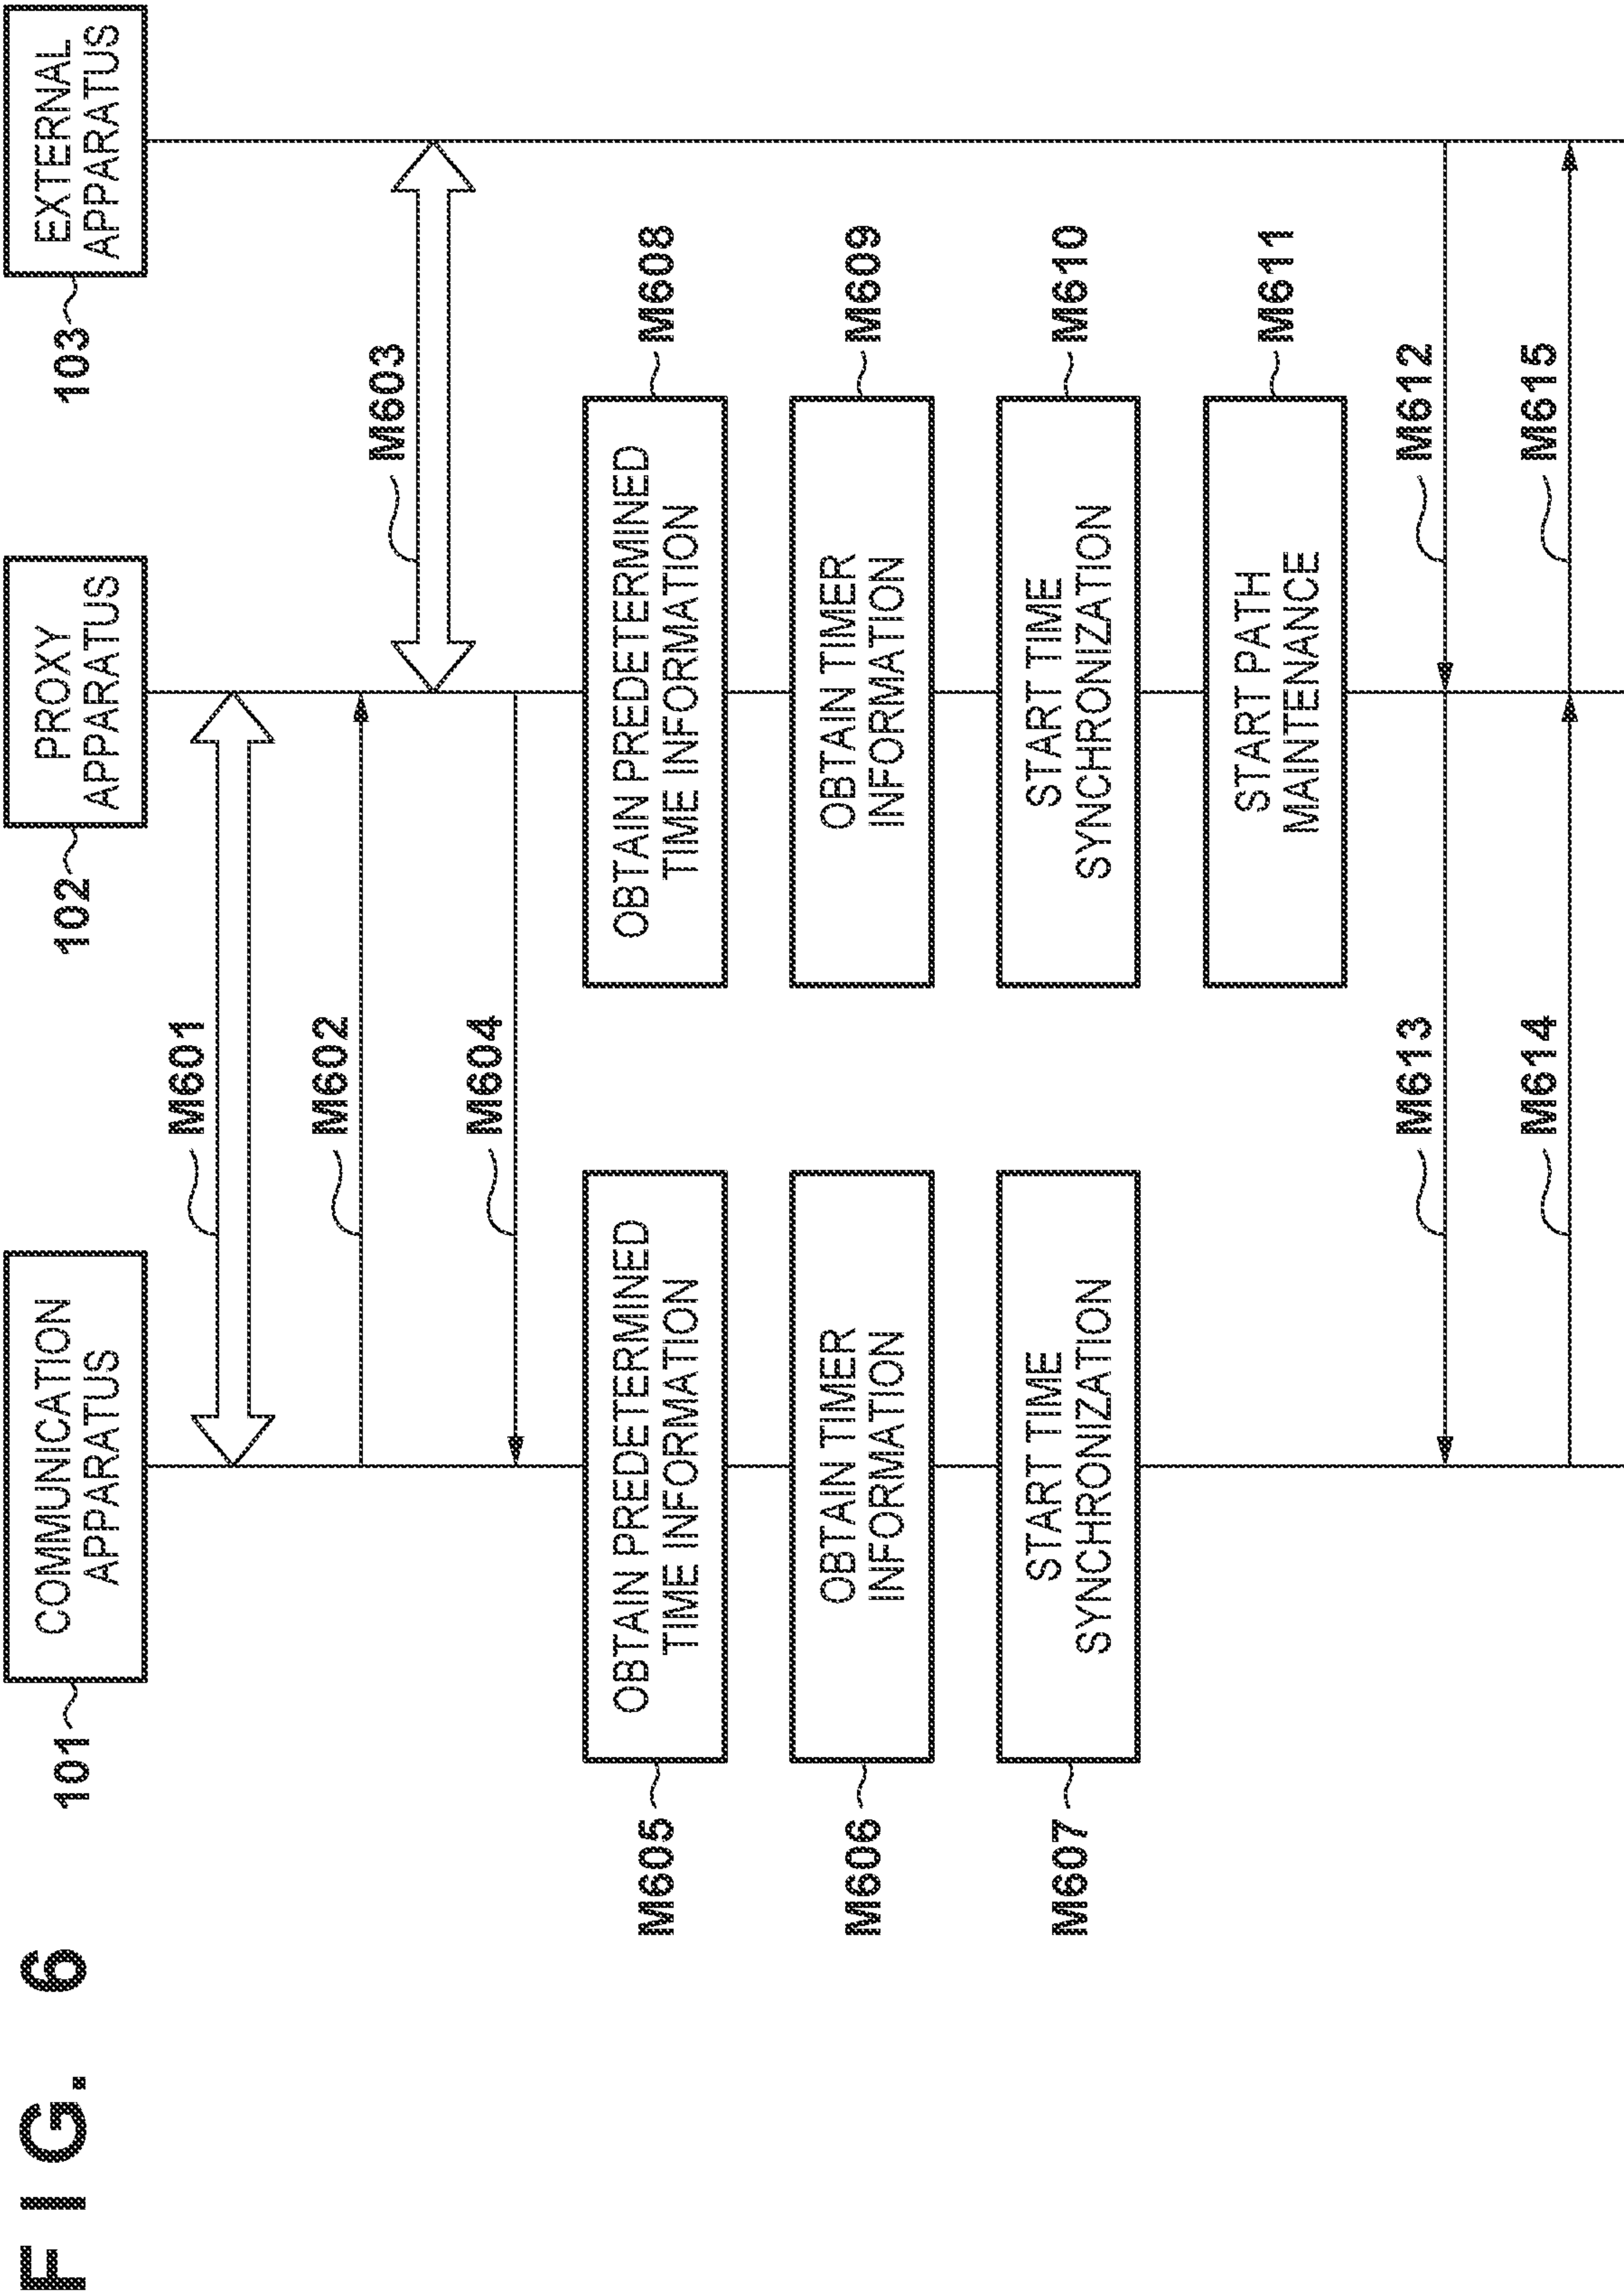 FIG. 6
101
COMMUNICATION
APPARATUS
102
PROXY
APPARATUS
103
EXTERNAL
APPARATUS
M601
M602
M603
M604
M605
OBTAIN PREDETERMINED
TIME INFORMATION
OBTAIN PREDETERMINED
TIME INFORMATION
M608
M606
OBTAIN TIMER
INFORMATION
OBTAIN TIMER
INFORMATION
M609
M607
START TIME
SYNCHRONIZATION
START TIME
SYNCHRONIZATION
M610
START PATH
MAINTENANCE
M611
M613
M612
M614
M615